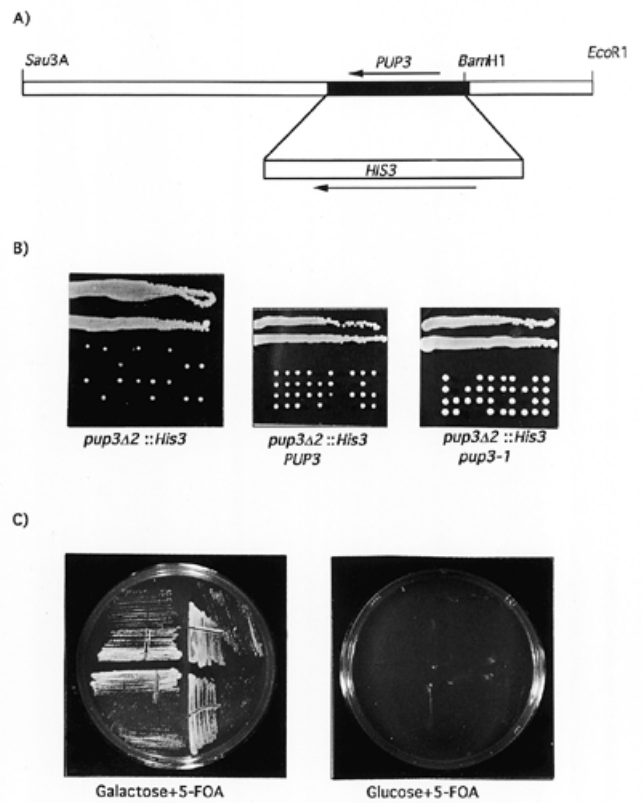 A)
Sau3A
PUP3
BamH1
EcoR1
HIS3
B)
pup3Δ2 ::His3
pup3Δ2 ::His3
PUP3
pup3Δ2 ::His3
pup3-1
C)
Galactose+5-FOA
Glucose+5-FOA